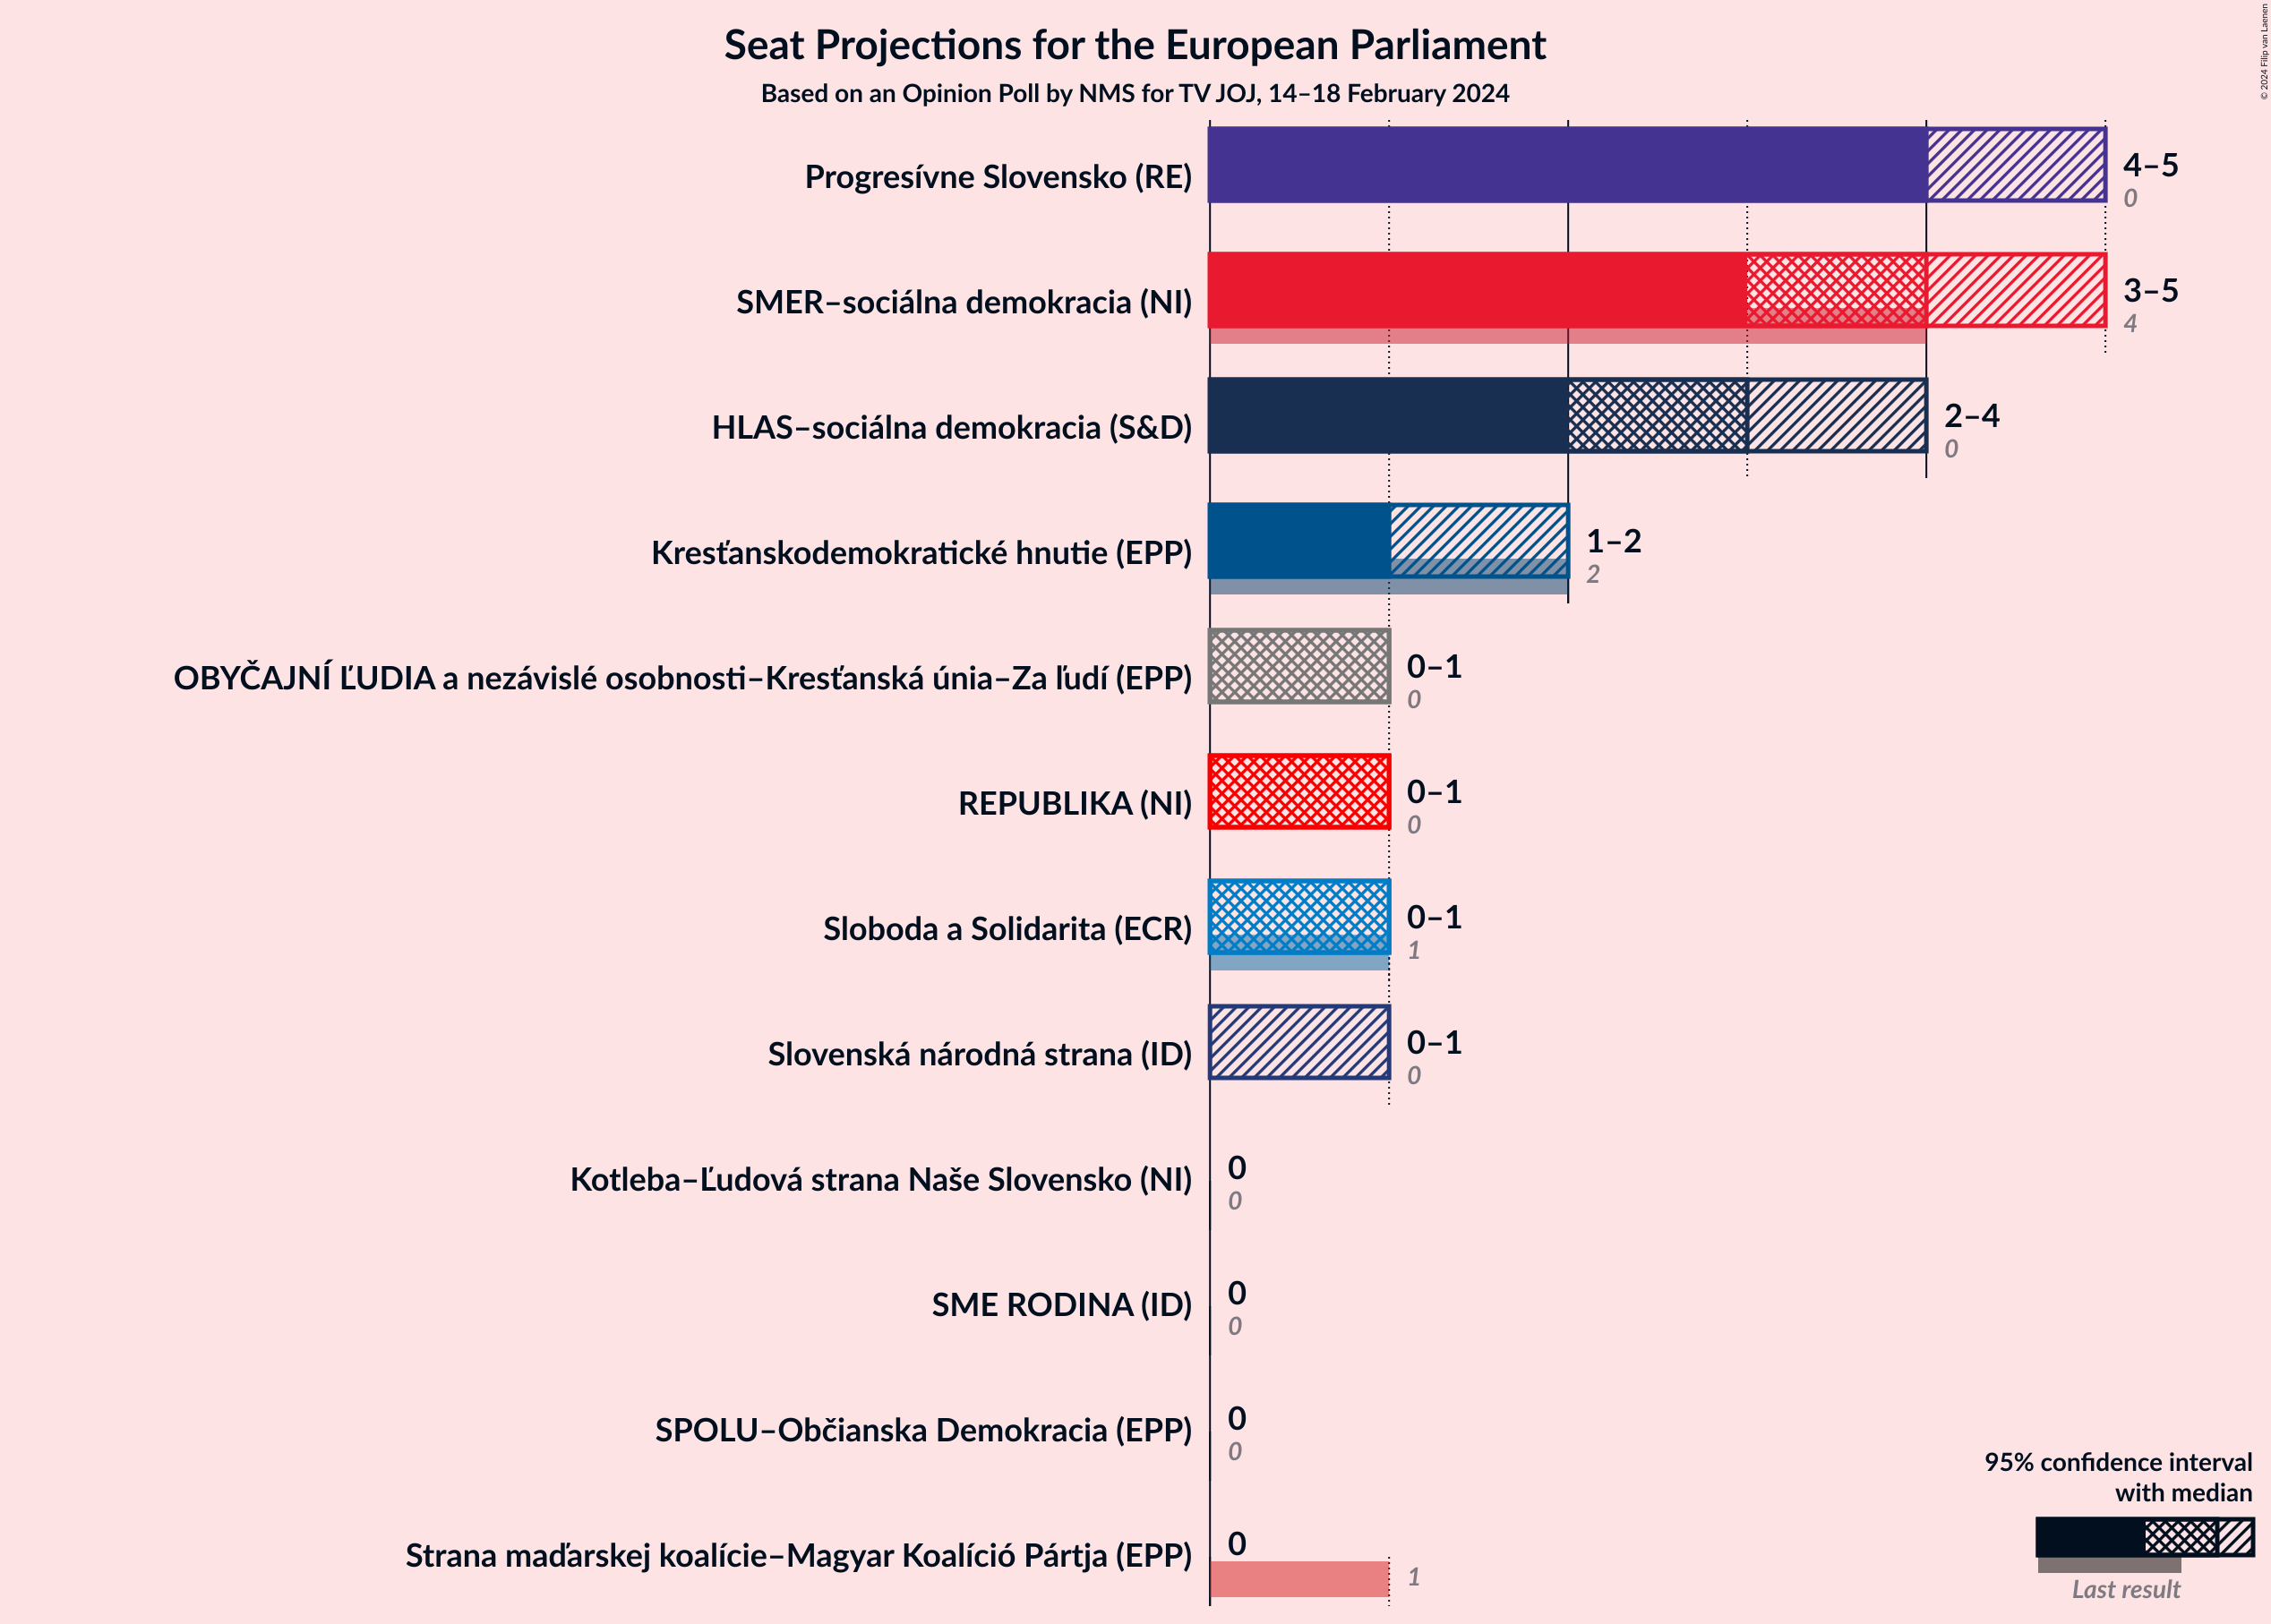 Seat Projections for the European Parliament
Based on an Opinion Poll by NMS for TV JOJ, 14–18 February 2024
© 2024 Filip van Laenen
Progresívne Slovensko (RE)
4–5
0
SMER–sociálna demokracia (NI)
3–5
4
HLAS–sociálna demokracia (S&D)
2–4
0
Kresťanskodemokratické hnutie (EPP)
1–2
2
OBYČAJNÍ ĽUDIA a nezávislé osobnosti–Kresťanská únia–Za ľudí (EPP)
0–1
0
REPUBLIKA (NI)
0–1
0
Sloboda a Solidarita (ECR)
0–1
1
Slovenská národná strana (ID)
0–1
0
Kotleba–Ľudová strana Naše Slovensko (NI)
0
0
SME RODINA (ID)
0
0
SPOLU–Občianska Demokracia (EPP)
0
0
Strana maďarskej koalície–Magyar Koalíció Pártja (EPP)
0
1
95% confidence interval
with median
Last result